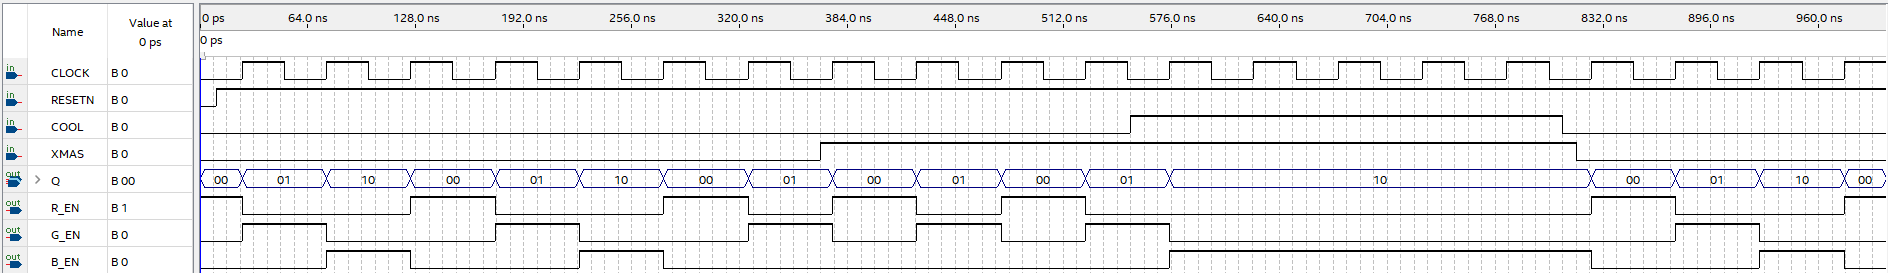 Name Value at 0 ps
0 ps 64.0 ns 128.0 ns 192.0 ns 256.0 ns 320.0 ns 384.0 ns 448.0 ns 512.0 ns 576.0 ns 640.0 ns 704.0 ns 768.0 ns 832.0 ns 896.0 ns 960.0 ns
0 ps
in CLOCK B 0
in RESETN B 0
in COOL B 0
in XMAS B 0
out > Q B 00 00 01 10 00 01 10 00 01 00 01 00 01 10 00 01 10 00
out R_EN B 1
out G_EN B 0
out B_EN B 0